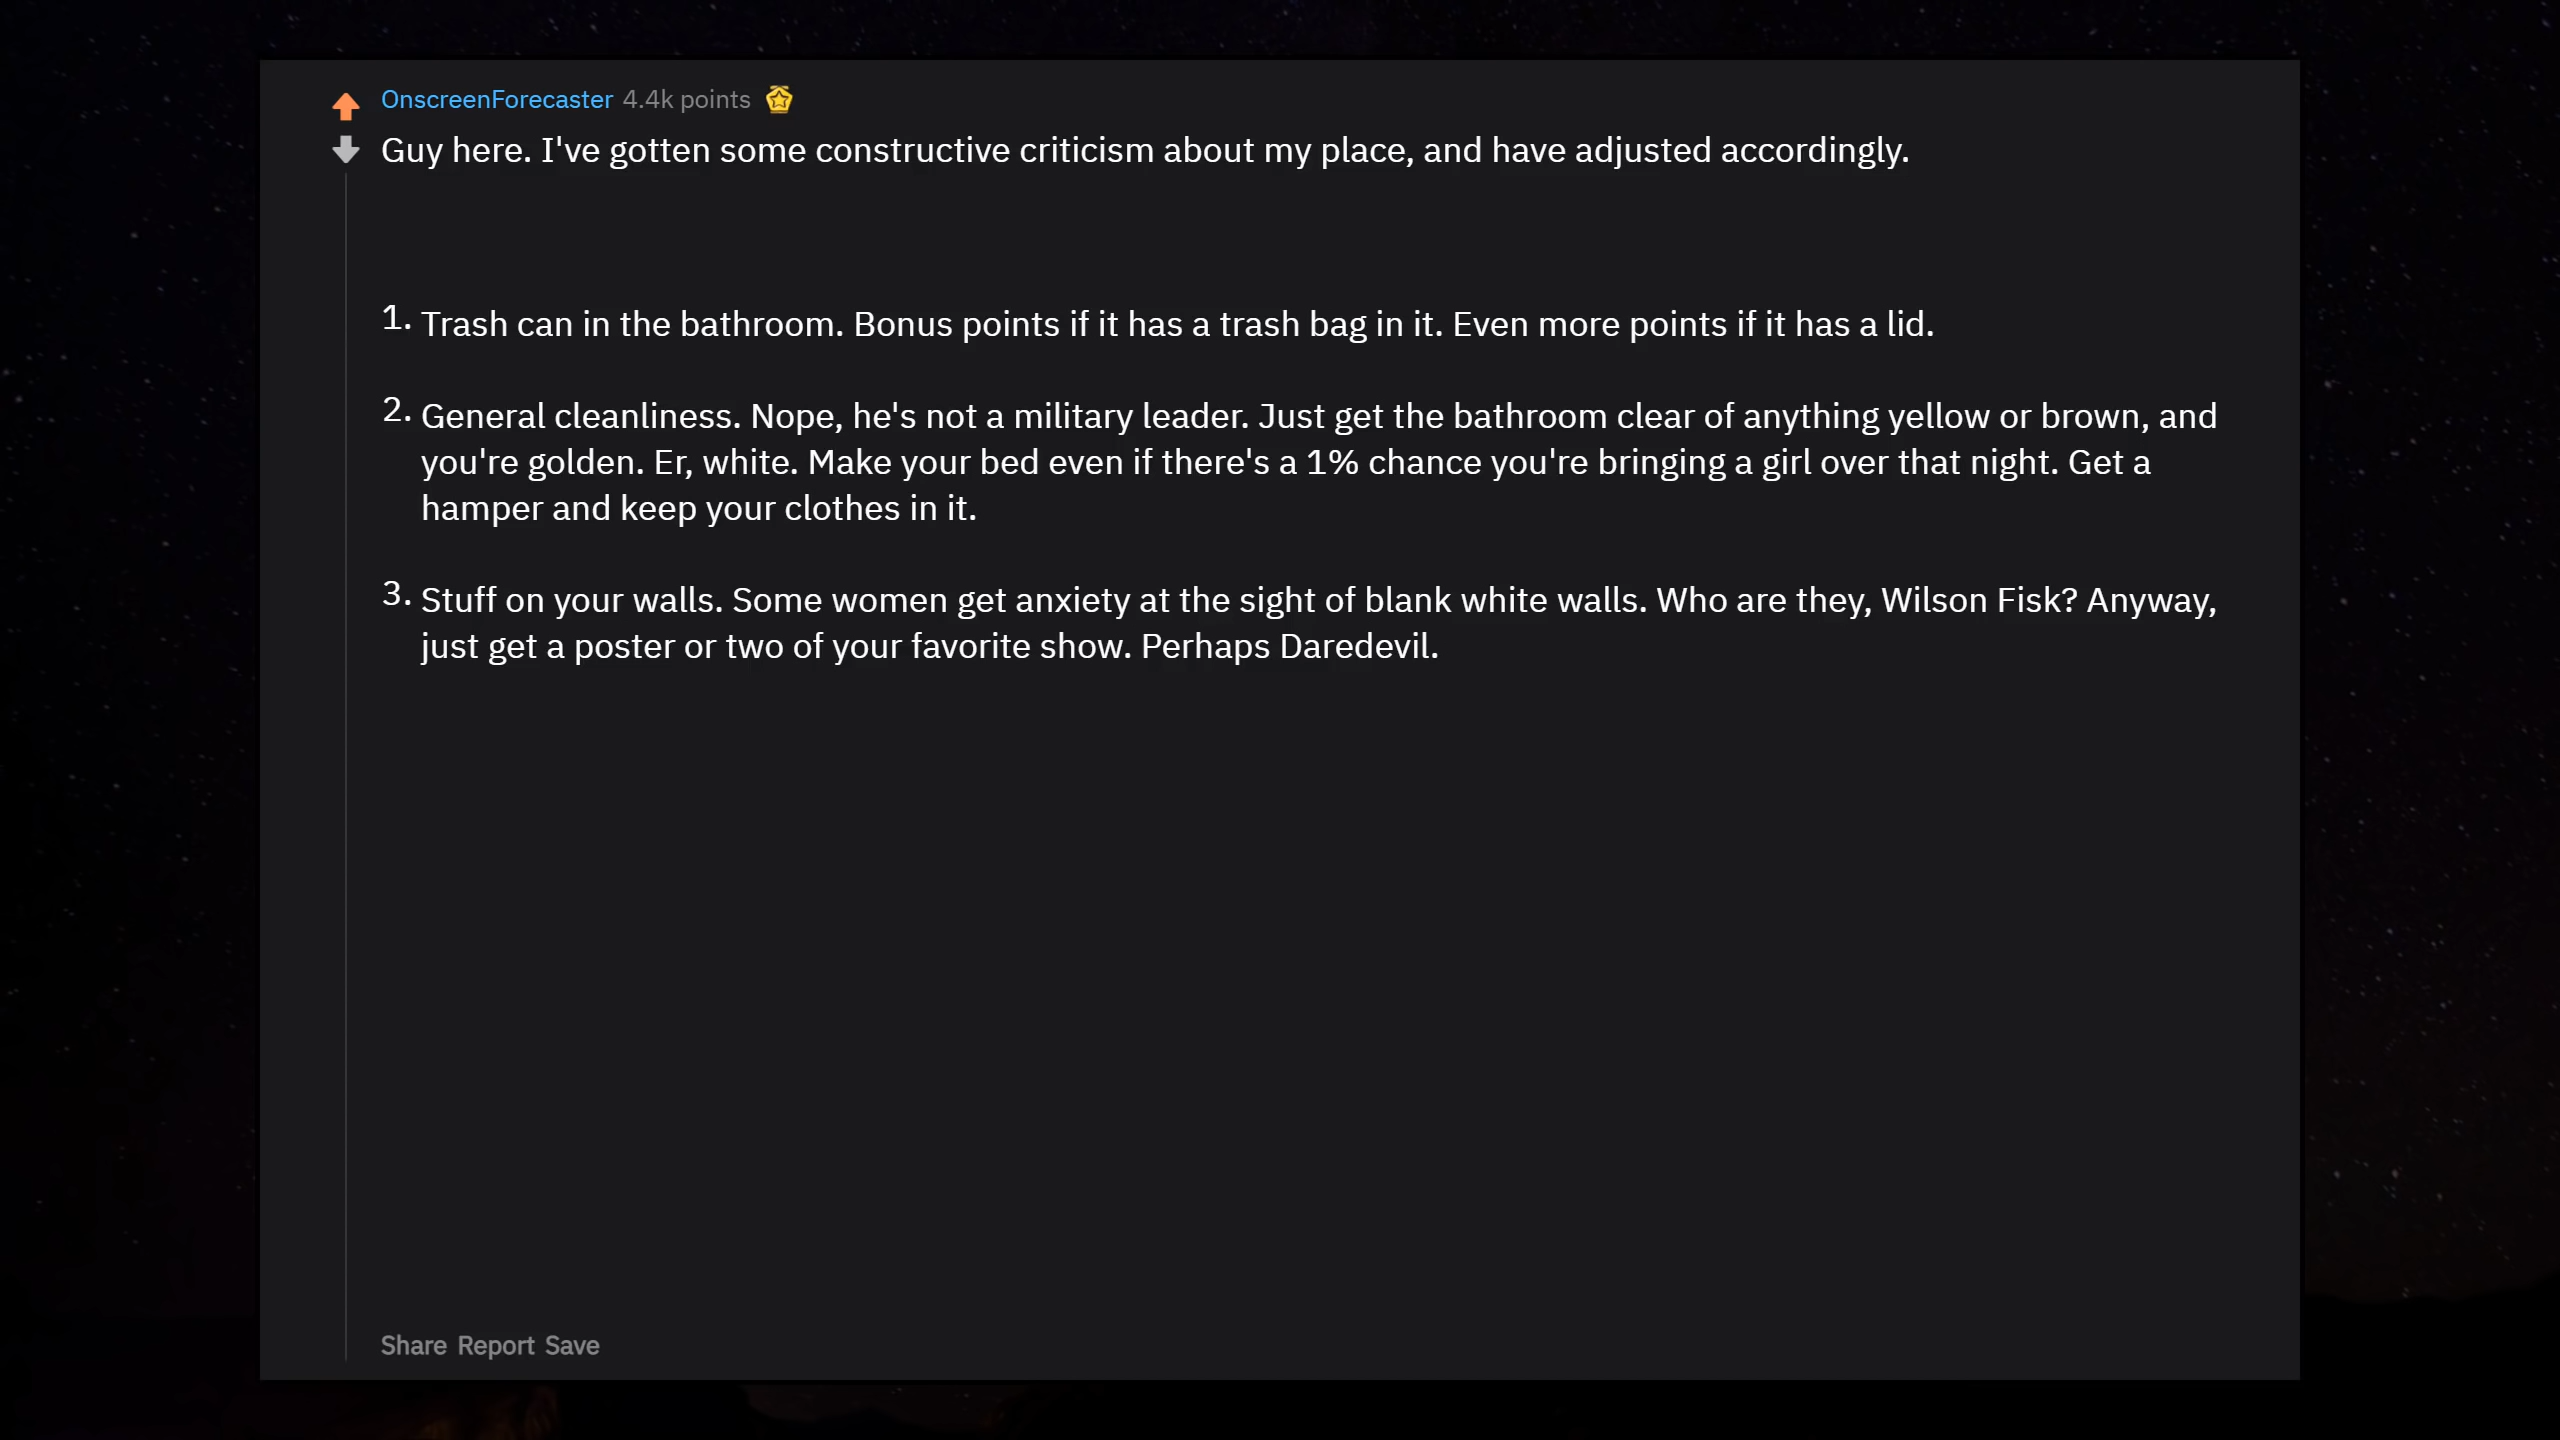 OnscreenForecaster 4.4k points
Guy here. I've gotten some constructive criticism about my place, and have adjusted accordingly.
1. Trash can in the bathroom. Bonus points if it has a trash bag in it. Even more points if it has a lid.
2. General cleanliness. Nope, he's not a military leader. Just get the bathroom clear of anything yellow or brown, and
you're golden. Er, white. Make your bed even if there's a 1% chance you're bringing a girl over that night. Get a
hamper and keep your clothes in it.
3. Stuff on your walls. Some women get anxiety at the sight of blank white walls. Who are they, Wilson Fisk? Anyway,
just get a poster or two of your favorite show. Perhaps Daredevil.
Share Report Save